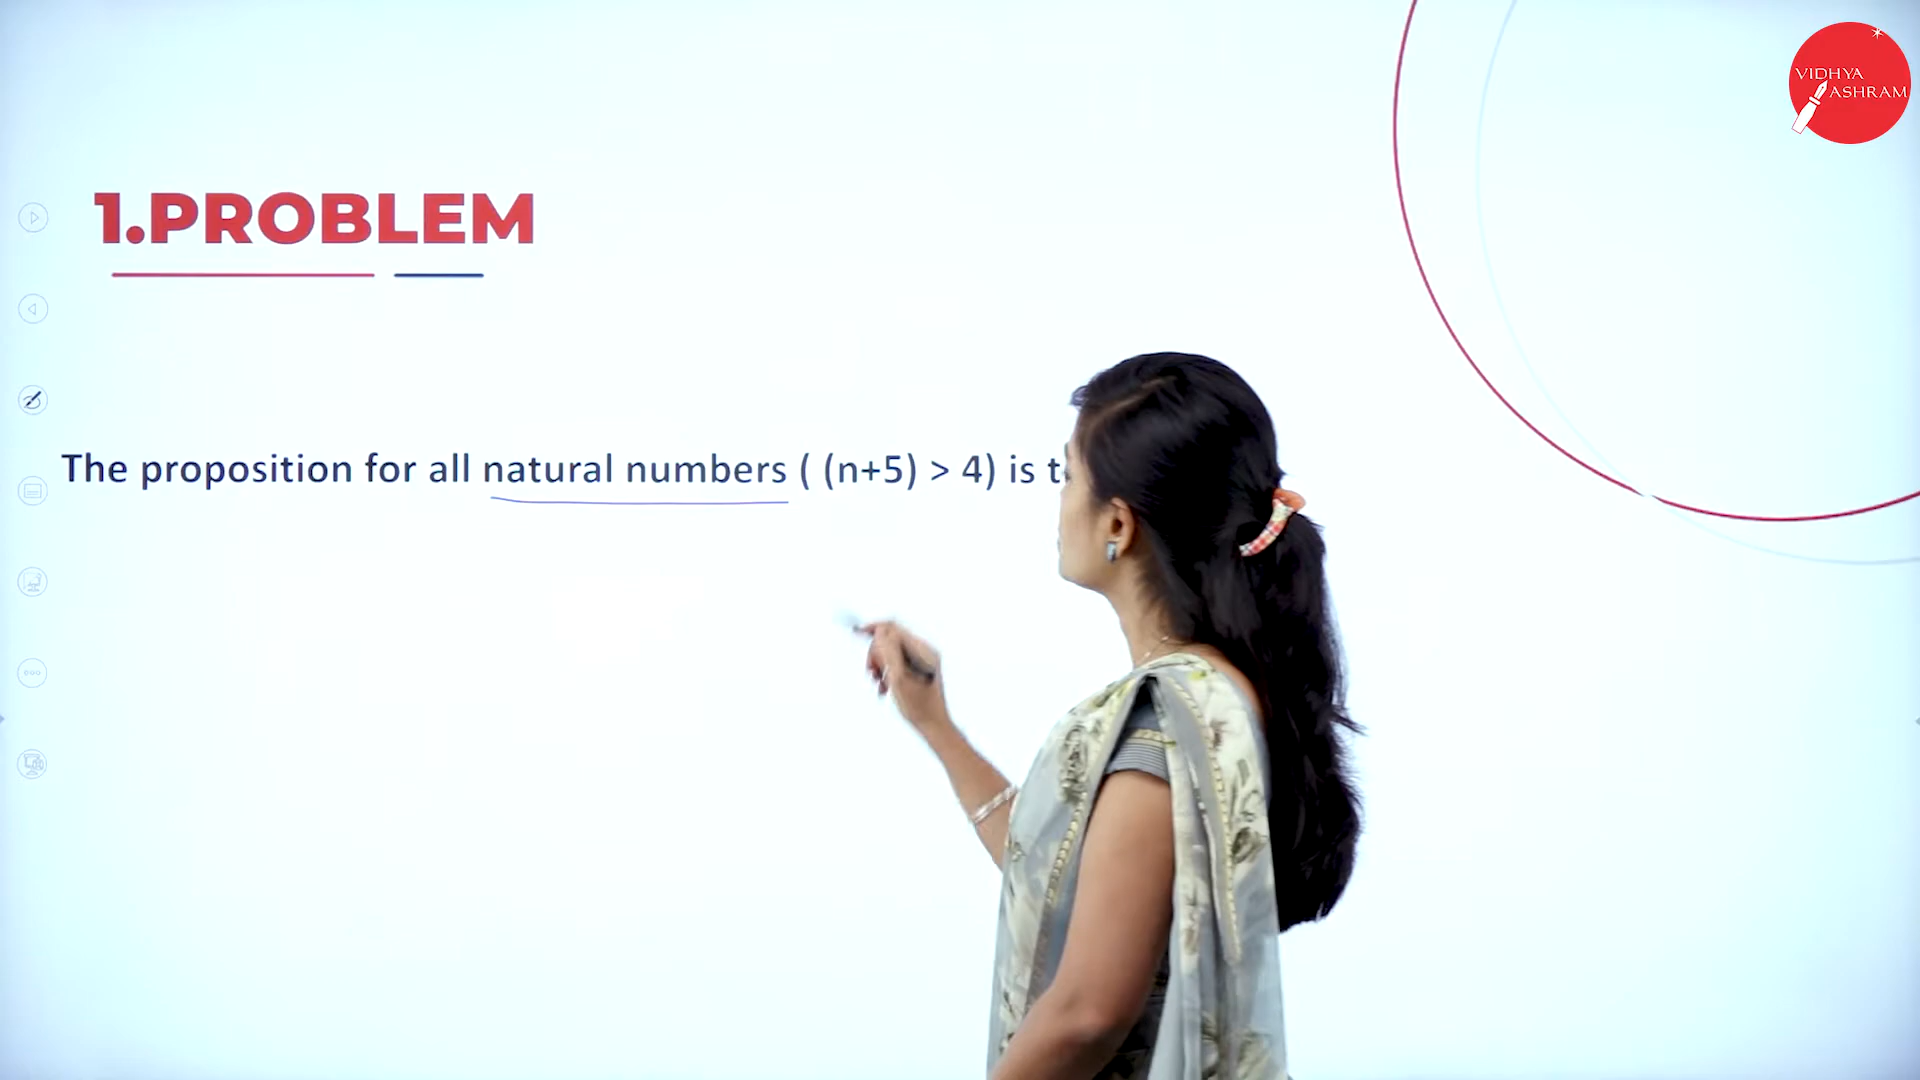 VIDHYA
ASHRAM
1.PROBLEM
The proposition for all natural numbers ( (n+5) > 4) is